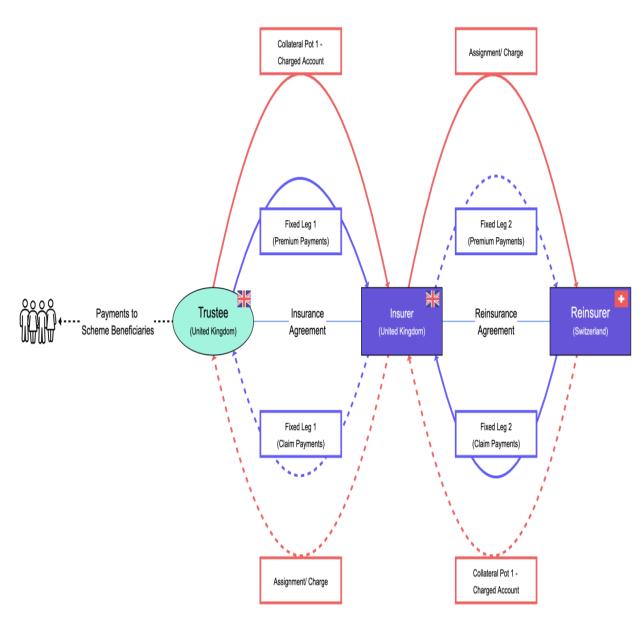 Collateral Pot 1 -
Charged Account
Assignment/ Charge
Fixed Leg 1
(Premium Payments)
Fixed Leg 2
(Premium Payments)
Payments to
Scheme Beneficiaries
Trustee
(United Kingdom)
Insurance
Agreement
Insurer
(United Kingdom)
Reinsurance
Agreement
Reinsurer
(Switzerland)
Fixed Leg 1
(Claim Payments)
Fixed Leg 2
(Claim Payments)
Assignment/ Charge
Collateral Pot 1 -
Charged Account